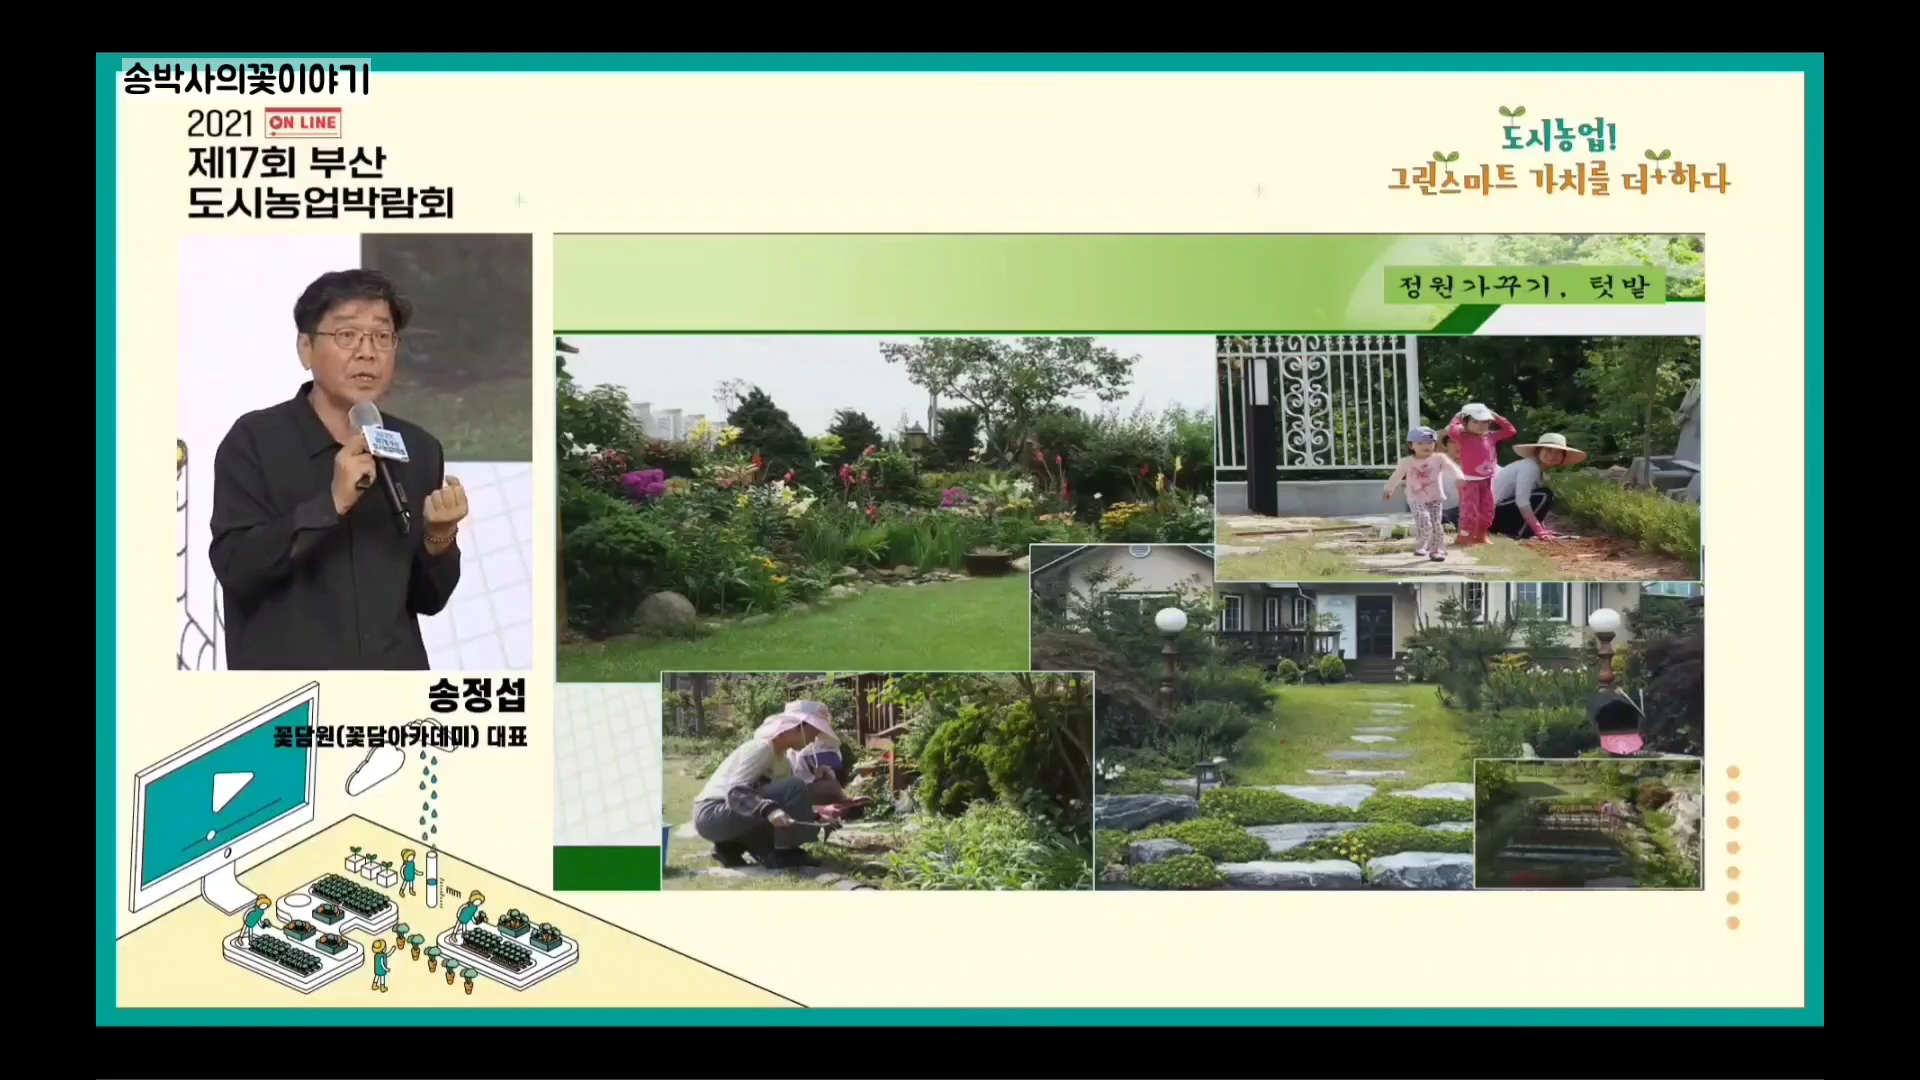 송박사의꽃이야기
2021 ON LINE
제17회 부산
도시농업박람회
도시농업!
그린스마트 가치를 더+하다
정원가꾸기, 텃밭
송정섭
꽃담원(꽃담아카데미) 대표
mm